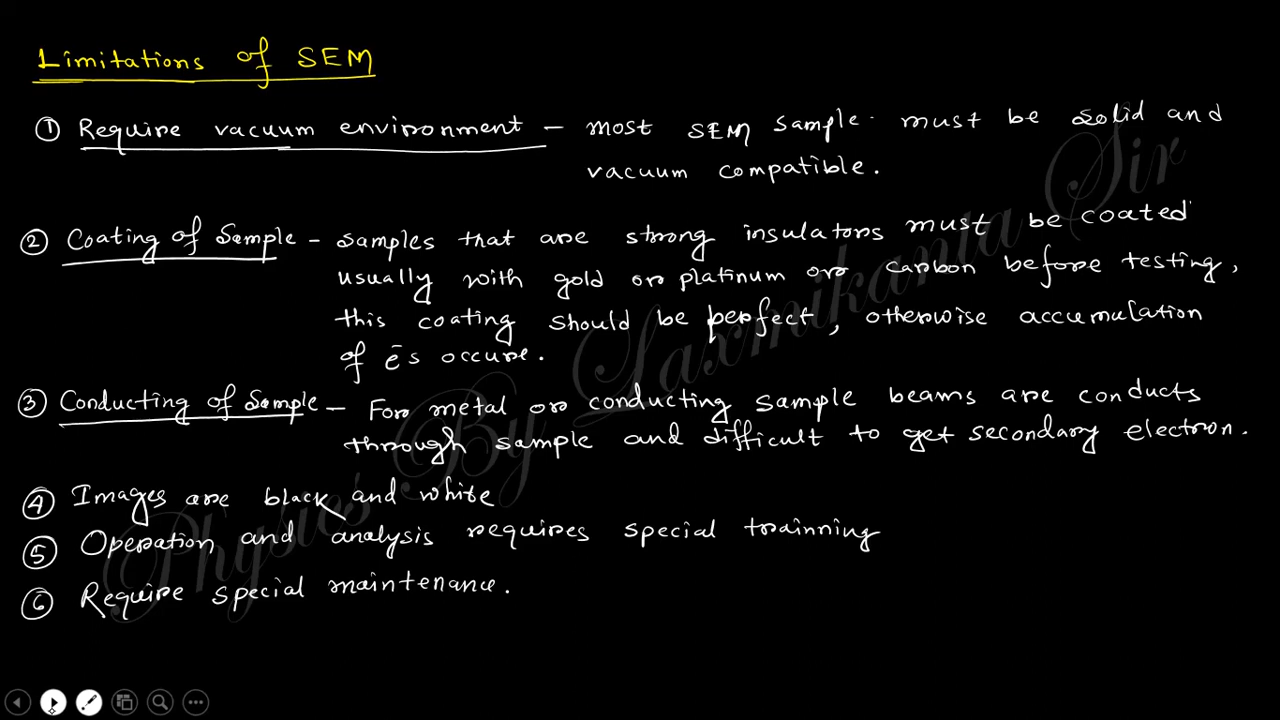 Limitations of SEM
① Require vacuum environment – most SEM sample must be solid and
vacuum compatible.
② Coating of Sample – samples that are strong insulators must be coated
usually with gold or platinum or carbon before testing,
this coating should be perfect, otherwise accumulation
of ēs occure.
③ Conducting of Sample – For metal or conducting sample beams are conducts
through sample and difficult to get secondary electron.
④ Images are black and white
⑤ Operation and analysis requires special trainning
⑥ Require special maintenance.
Physics By Laxmikanta Sir